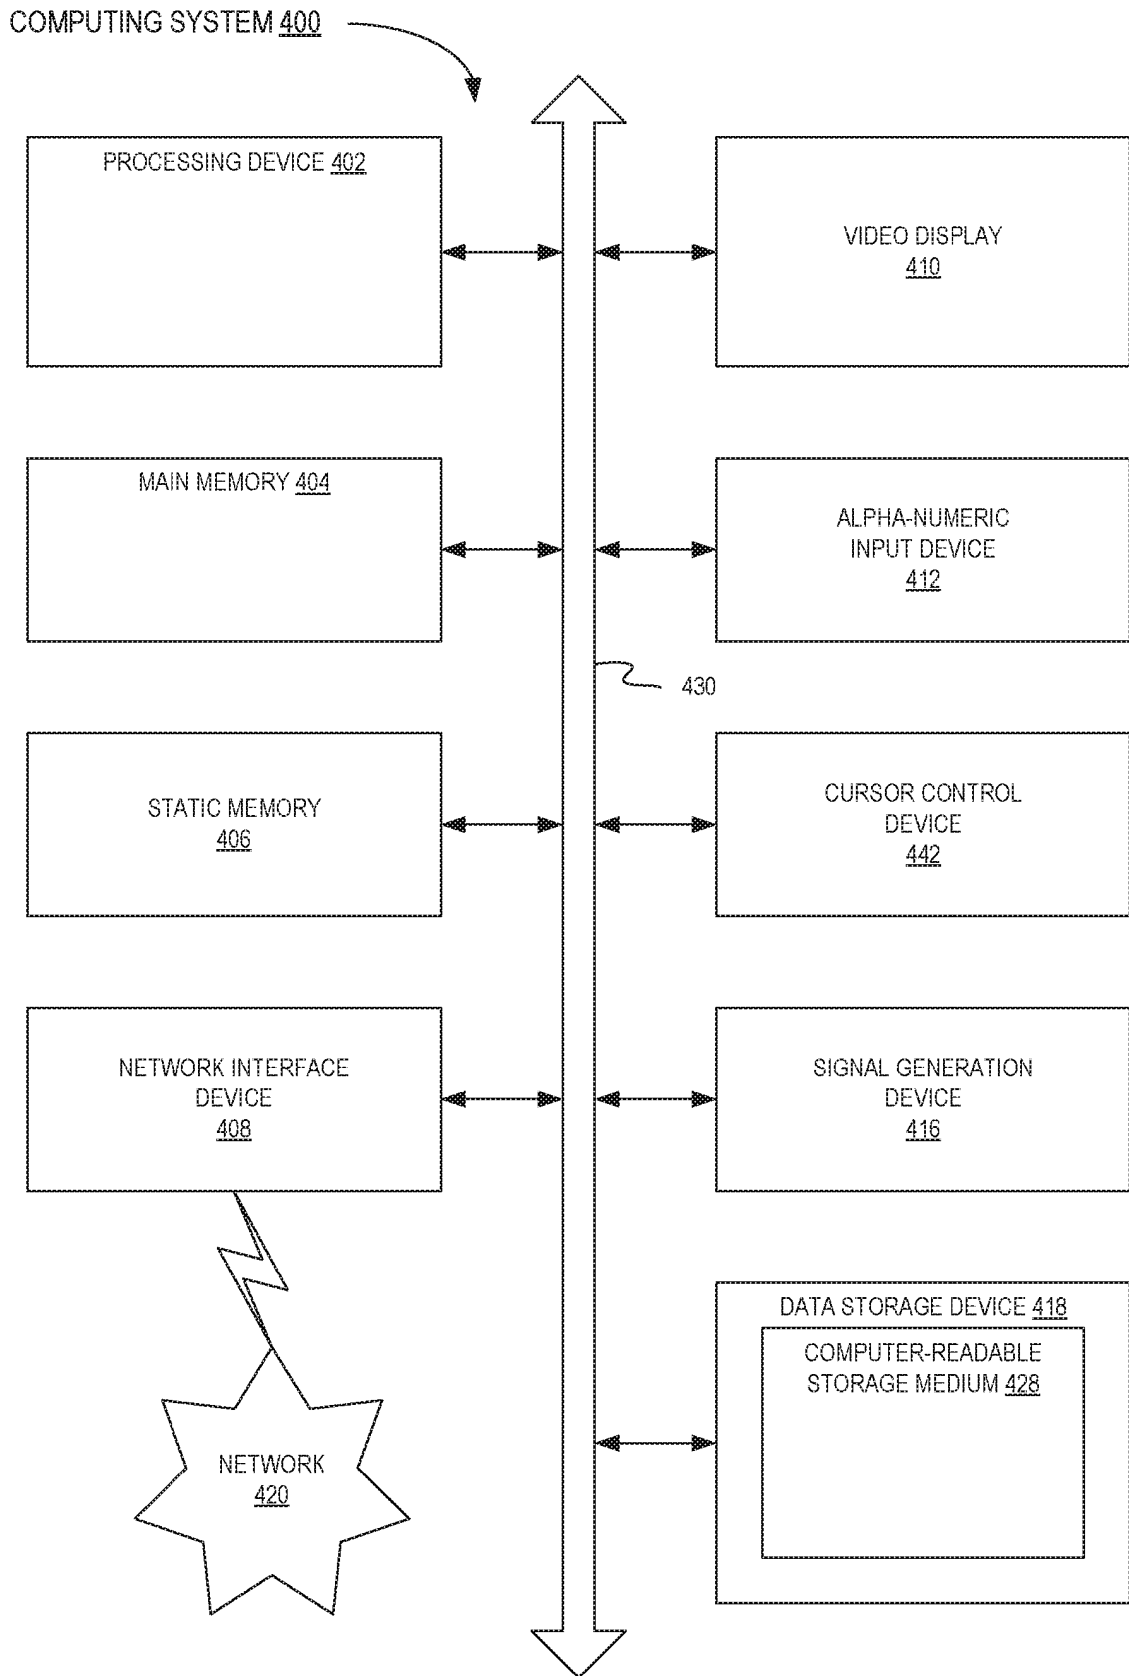 COMPUTING SYSTEM 400
PROCESSING DEVICE 402
VIDEO DISPLAY
410
MAIN MEMORY 404
ALPHA-NUMERIC
INPUT DEVICE
412
430
STATIC MEMORY
406
CURSOR CONTROL
DEVICE
442
NETWORK INTERFACE
DEVICE
408
SIGNAL GENERATION
DEVICE
416
DATA STORAGE DEVICE 418
COMPUTER-READABLE
STORAGE MEDIUM 428
NETWORK
420